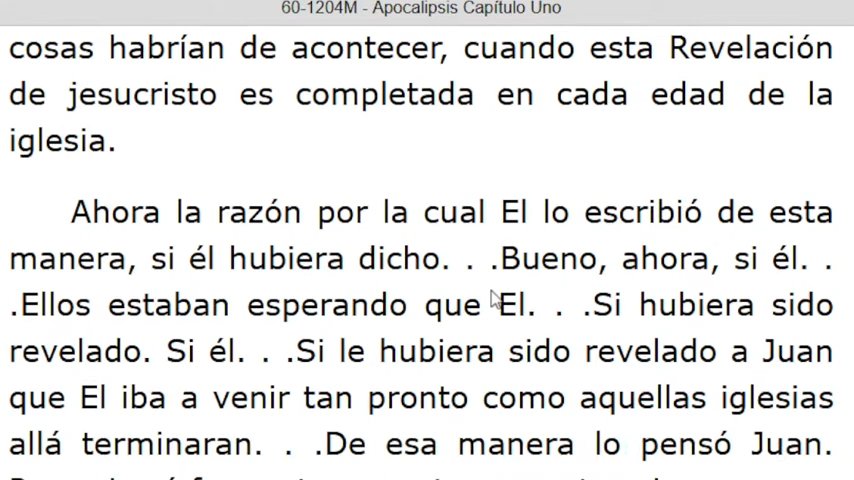 60-1204M - Apocalipsis Capítulo Uno
cosas habrían de acontecer, cuando esta Revelación
de jesucristo es completada en cada edad de la
iglesia.
Ahora la razón por la cual El lo escribió de esta
manera, si él hubiera dicho. . .Bueno, ahora, si él. .
.Ellos estaban esperando que El. . .Si hubiera sido
revelado. Si él. . .Si le hubiera sido revelado a Juan
que El iba a venir tan pronto como aquellas iglesias
allá terminaran. . .De esa manera lo pensó Juan.